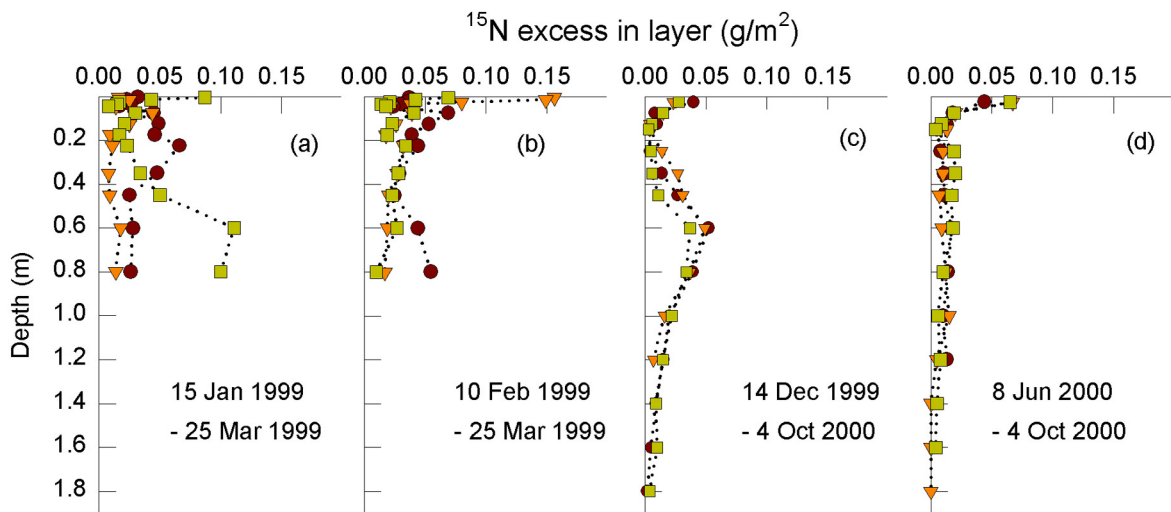 ¹⁵N excess in layer (g/m²)
0.00 0.05 0.10 0.15 0.00 0.05 0.10 0.15 0.00 0.05 0.10 0.15 0.00 0.05 0.10 0.15
0.2
(a) (b) (c) (d)
0.4
0.6
0.8
Depth (m)
1.0
1.2
15 Jan 1999 10 Feb 1999 14 Dec 1999 8 Jun 2000
1.4
- 25 Mar 1999 - 25 Mar 1999 - 4 Oct 2000 - 4 Oct 2000
1.6
1.8